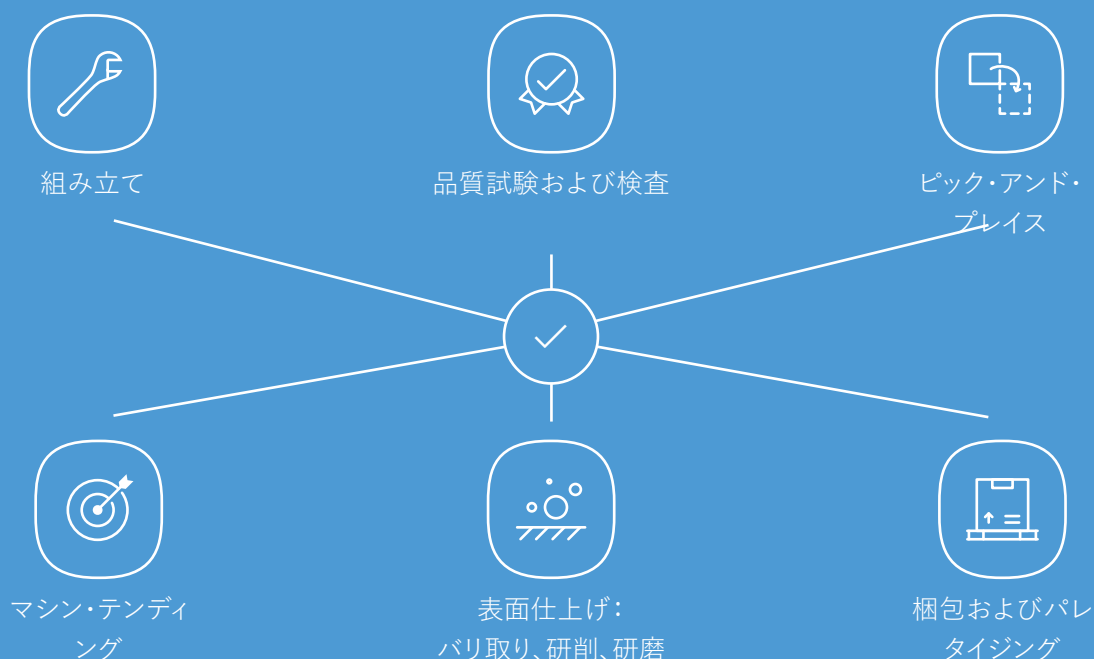 組み立て
品質試験および検査
ピック・アンド・
プレイス
マシン・テンディ
ング
表面仕上げ：
バリ取り、研削、研磨
梱包およびパレ
タイジング